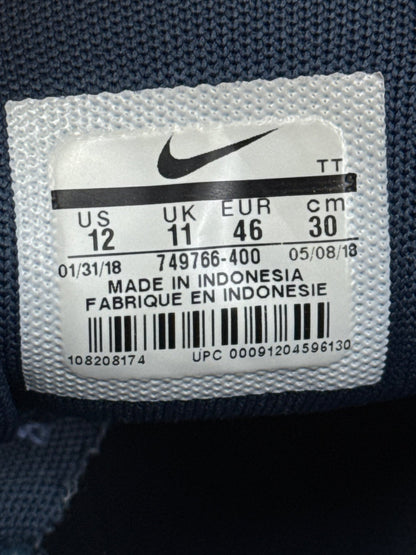 TT
US UK EUR cm
12 11 46 30
01/31/18 749766-400 05/08/18
MADE IN INDONESIA
FABRIQUE EN INDONESIE
108208174 UPC 00091204596130